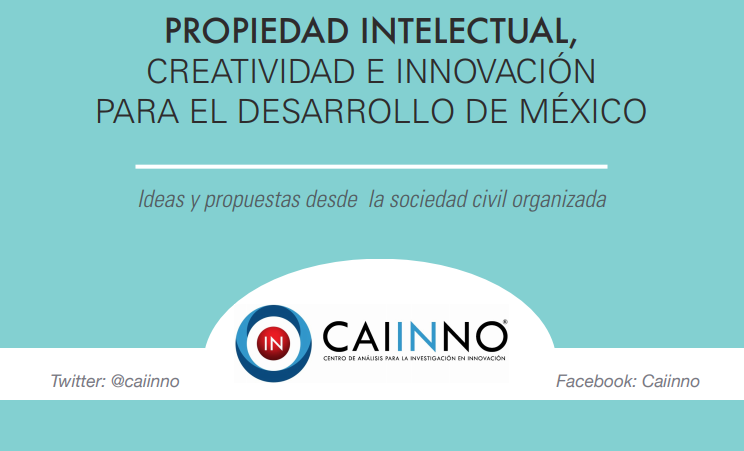 PROPIEDAD INTELECTUAL,
CREATIVIDAD E INNOVACIÓN
PARA EL DESARROLLO DE MÉXICO
Ideas y propuestas desde la sociedad civil organizada
IN
CAIINNO®
CENTRO DE ANÁLISIS PARA LA INVESTIGACIÓN EN INNOVACIÓN
Twitter: @caiinno
Facebook: Caiinno